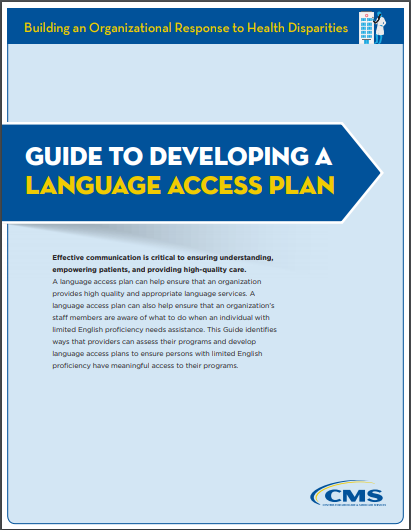 Building an Organizational Response to Health Disparities
GUIDE TO DEVELOPING A
LANGUAGE ACCESS PLAN
Effective communication is critical to ensuring understanding,
empowering patients, and providing high-quality care.
A language access plan can help ensure that an organization
provides high quality and appropriate language services. A
language access plan can also help ensure that an organization's
staff members are aware of what to do when an individual with
limited English proficiency needs assistance. This Guide identifies
ways that providers can assess their programs and develop
language access plans to ensure persons with limited English
proficiency have meaningful access to their programs.
CMS